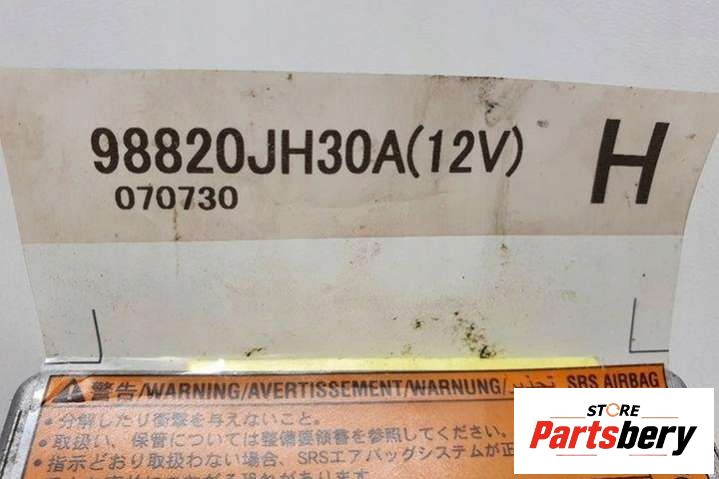 98820JH30A(12V) H
070730
警告/WARNING/AVERTISSEMENT/WARNUNG/تحذير SRS AIRBAG
・分解したり衝撃を与えないこと。
・取扱い、保管については整備要領書を参照してください。
・指示どおり取扱わない場合、SRSエアバッグシステムが正
STORE
Partsbery